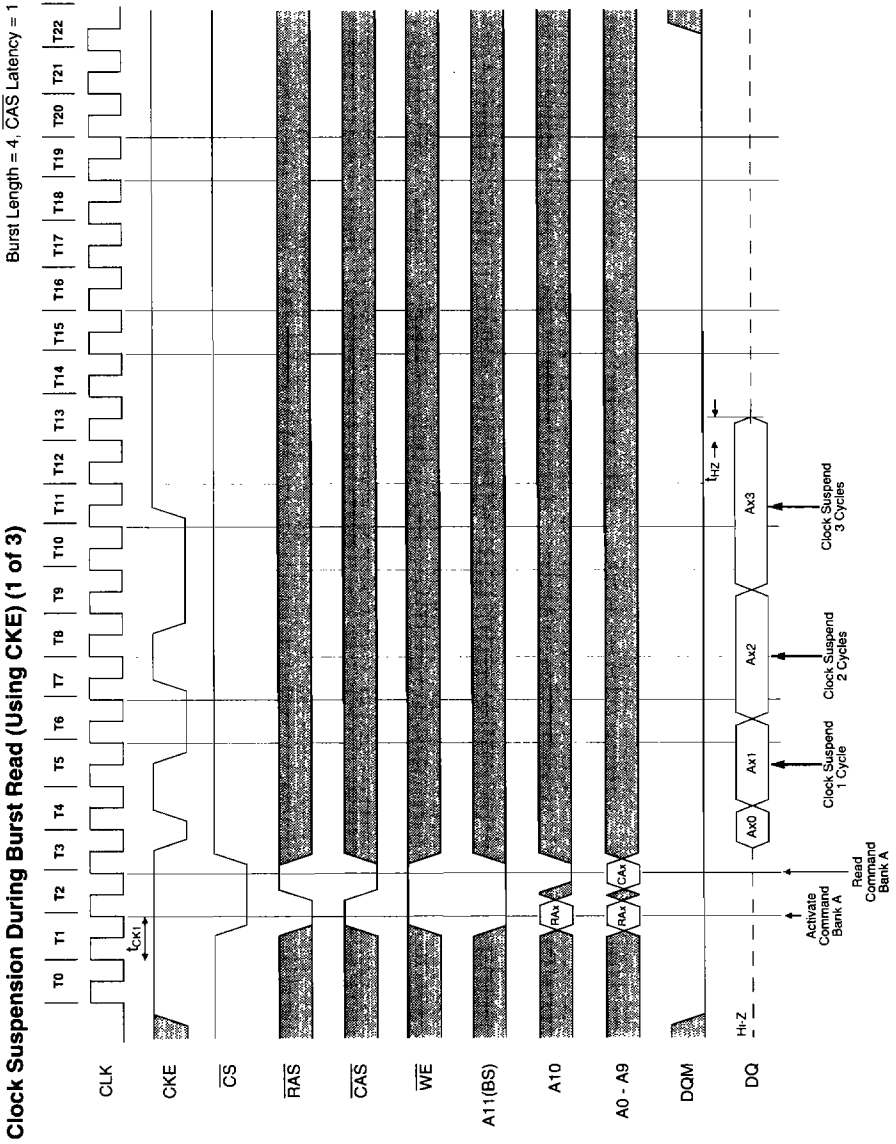 Clock Suspension During Burst Read (Using CKE) (1 of 3)
Burst Length = 4, CAS Latency = 1
T0 T1 T2 T3 T4 T5 T6 T7 T8 T9 T10 T11 T12 T13 T14 T15 T16 T17 T18 T19 T20 T21 T22
CLK
tCK1
CKE
CS
RAS
CAS
WE
A11(BS)
A10
RAx
A0 - A9
RAx CAx
DQM
tHZ
DQ
Hi-Z
Ax0 Ax1 Ax2 Ax3
Activate
Command
Bank A
Read
Command
Bank A
Clock Suspend
1 Cycle
Clock Suspend
2 Cycles
Clock Suspend
3 Cycles